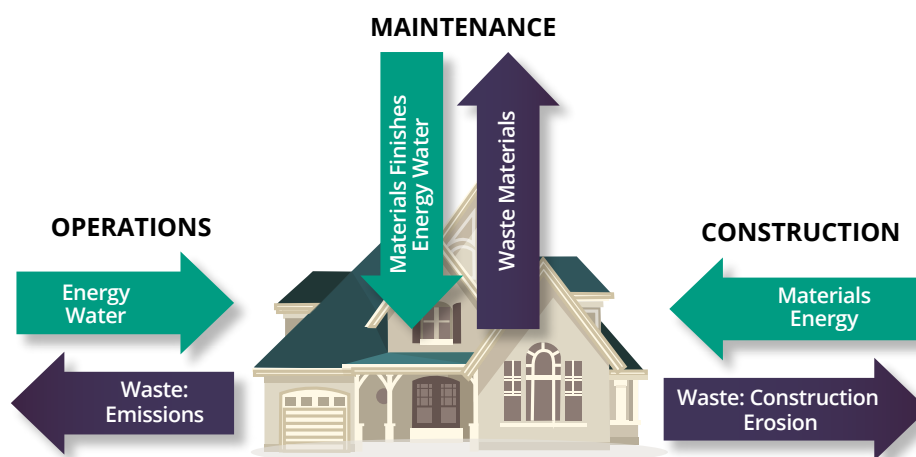 MAINTENANCE
Materials Finishes
Energy Water
Waste Materials
OPERATIONS
Energy
Water
Waste:
Emissions
CONSTRUCTION
Materials
Energy
Waste: Construction
Erosion